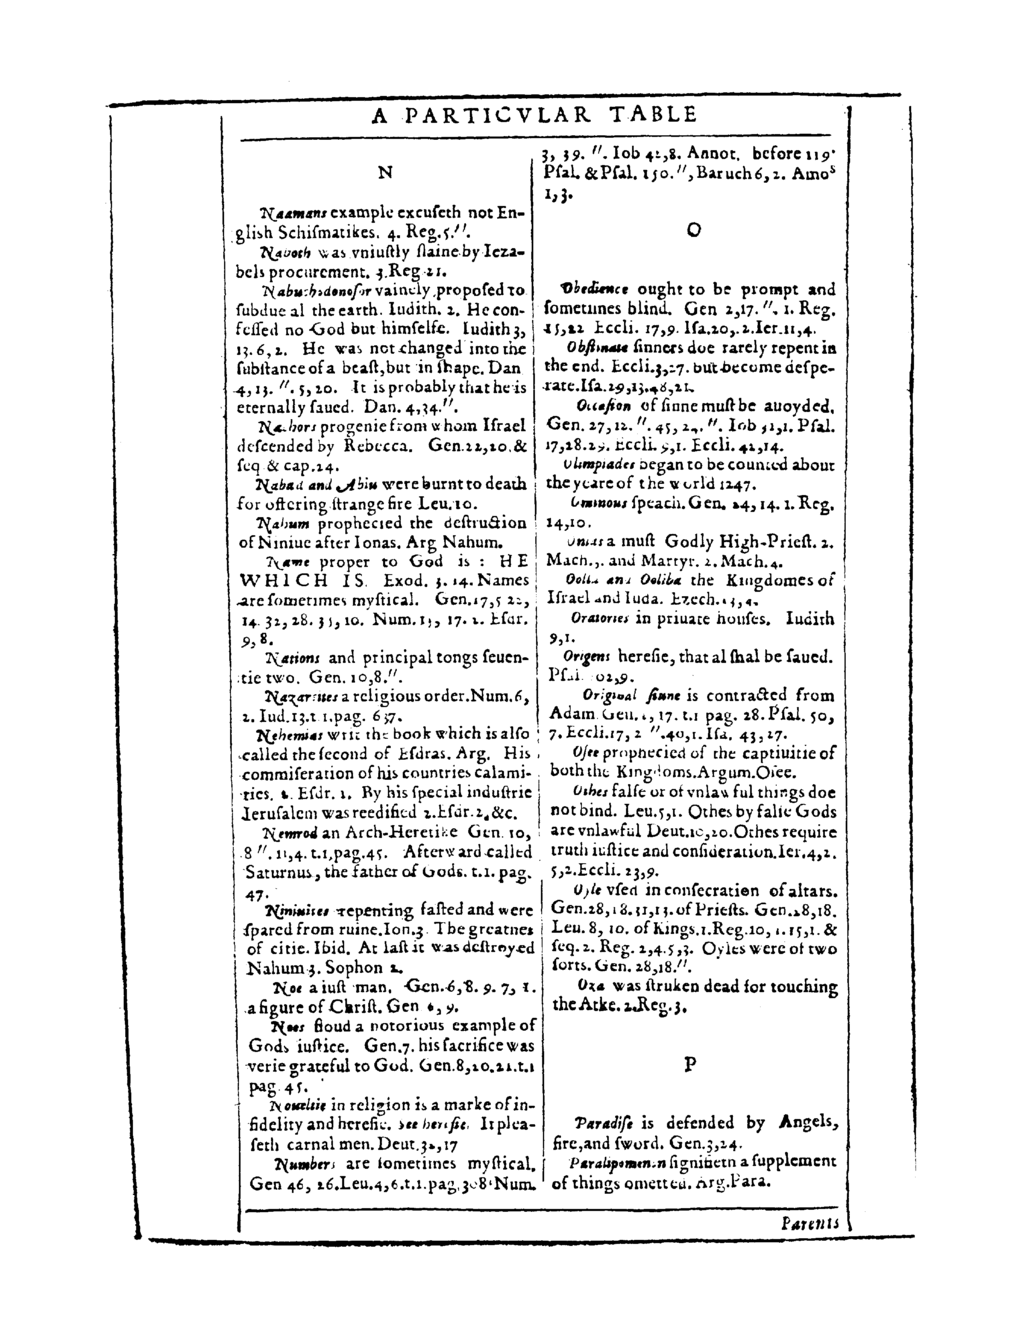 A PARTICVLAR TABLE
N
Naamans example excuſeth not En-
gliſh Schiſmatikes. 4. Reg. 5.″.
Naboth was vniuſtly ſlaine by Ieza-
bels procurement. 3. Reg 21.
Nabuchodonoſor vainely propoſed to
ſubdue al the earth. Iudith. 2. He con-
feſſed no God but himſelfe. Iudith 3,
13. 6, 2. He was not changed into the
ſubſtance of a beaſt, but in ſhape. Dan
4, 13. ″. 5, 20. It is probably that he is
eternally ſaued. Dan. 4, 34.″.
Nachors progenie from whom Iſrael
deſcended by Rebecca. Gen. 22, 20. &
ſeq & cap. 24.
Nabad and Abiu were burnt to death
for offering ſtrange fire Leu. 10.
Nahum prophecied the deſtruction
of Niniue after Ionas. Arg Nahum.
Name proper to God is : HE
WHICH IS. Exod. 3. 14. Names
are ſometimes myſtical. Gen. 17, 5 22,
14. 32, 28. 35, 10. Num. 13, 17. 1. Eſdr.
9, 8.
Nations and principal tongs ſeuen-
tie two. Gen. 10, 8.″.
Nazarites a religious order. Num. 6,
2. Iud. 13. t 1. pag. 637.
Nehemias writ the book which is alſo
called the ſecond of Eſdras. Arg. His
commiſeration of his countries calami-
ties. 2. Eſdr. 1. By his ſpecial induſtrie
Ieruſalem was reedified 2. Eſdr. 2, &c.
Nemrod an Arch-Heretike Gen. 10,
8 ″. 11, 4. t. 1, pag. 45. Afterward called
Saturnus, the father of Gods. t. 1. pag.
47.
Niniuites repenting faſted and were
ſpared from ruine. Ion. 3. The greatnes
of citie. Ibid. At laſt it was deſtroyed
Nahum 3. Sophon 2.
Noe a iuſt man. Gen. 6, 8. 9. 7, 1.
a figure of Chriſt. Gen 6, 9.
Noes floud a notorious example of
Gods iuſtice. Gen. 7. his ſacrifice was
verie grateful to God. Gen. 8, 20. 21. t. 1
pag 45.
Noueltie in religion is a marke of in-
fidelity and hereſie. ſee hereſie. It plea-
ſeth carnal men. Deut. 32, 17
Numbers are ſometimes myſtical.
Gen 46, 26. Leu. 4, 6. t. 1. pag, 308. Num.
3, 39. ″. Iob 42, 8. Annot. before 119.
Pſal. & Pſal. 150. ″, Baruch 6, 2. Amos
1, 3.
O
Obedience ought to be prompt and
ſometimes blind. Gen 2, 17. ″. 1. Reg.
15, 22 Eccli. 17, 9. Iſa. 20, 2. Ier. 11, 4.
Obſtinate ſinners doe rarely repent in
the end. Eccli. 3, 27. but become deſpe-
rate. Iſa. 29, 13. 48, 21.
Occaſion of ſinne muſt be auoyded.
Gen. 27, 12. ″. 45, 24. ″. Iob 31, 1. Pſal.
17, 28. 25. Eccli. 9, 1. Eccli. 42, 14.
Olimpiades began to be counted about
the yeare of the world 1247.
Ominous ſpeach. Gen. 24, 14. 1. Reg.
14, 10.
Onias a muſt Godly High-Prieſt. 2.
Mach. 3. and Martyr. 2. Mach. 4.
Oolla and Ooliba the Kingdomes of
Iſrael and Iuda. Ezech. 23, 4.
Oratories in priuate houſes. Iudith
9, 1.
Origens hereſie, that al ſhal be ſaued.
Pſal. 102, 9.
Original ſinne is contracted from
Adam. Gen. 2, 17. t. 1 pag. 28. Pſal. 50,
7. Eccli. 17, 2 ″. 40, 1. Iſa. 43, 27.
Oſee prophecied of the captiuitie of
both the Kingdoms. Argum. Oſee.
Othes falſe or of vnlawful things doe
not bind. Leu. 5, 1. Othes by falſe Gods
are vnlawful Deut. 10, 20. Othes require
truth iuſtice and conſideration. Ier. 4, 2.
5, 2. Eccli. 23, 9.
Oyle vſed in conſecration of altars.
Gen. 28, 18. 31, 13. of Prieſts. Gen. 28, 18.
Leu. 8, 10. of Kings. 1. Reg. 10, 1. 15, 1. &
ſeq. 2. Reg. 2, 4. 5, 3. Oyles were of two
ſorts. Gen. 28, 18.″.
Oza was ſtruken dead for touching
the Arke. 2. Reg. 3.
P
Paradiſe is defended by Angels,
fire, and ſword. Gen. 3, 24.
Paralipomenon ſignifieth a ſupplement
of things ometted. Arg. Para.
Parents